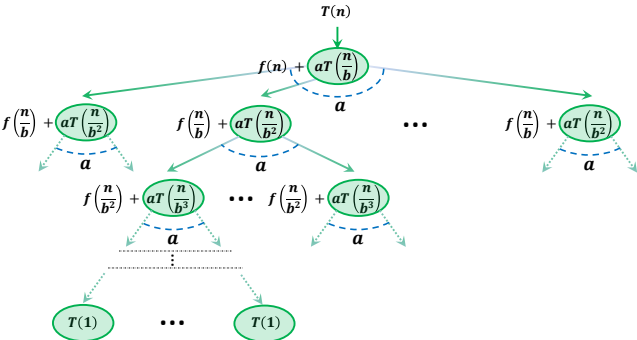 T(n)
f(n) + aT(n/b)
a
f(n/b) + aT(n/b²) f(n/b) + aT(n/b²) ••• f(n/b) + aT(n/b²)
a a a
f(n/b²) + aT(n/b³) ••• f(n/b²) + aT(n/b³)
a a
⋮
T(1) ••• T(1)